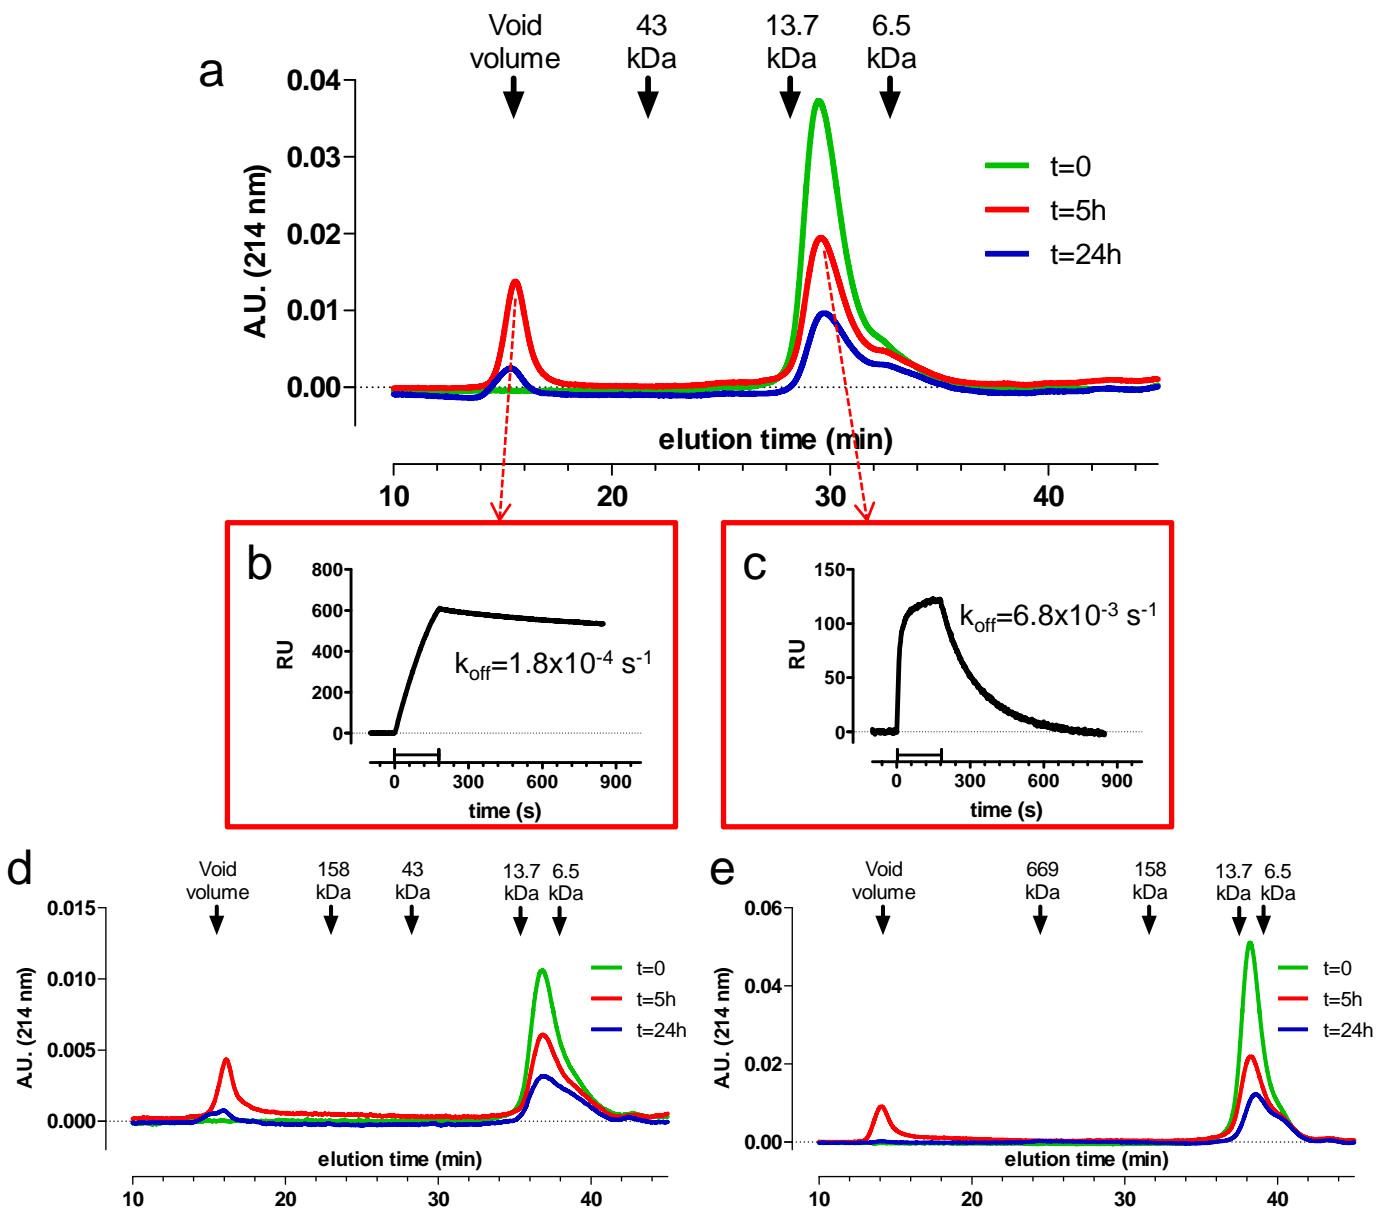 a
Void volume
43 kDa
13.7 kDa
6.5 kDa
A.U. (214 nm)
0.04
0.03
0.02
0.01
0.00
t=0
t=5h
t=24h
elution time (min)
10 20 30 40
b
RU
800
600
400
200
0
k_off=1.8x10^-4 s^-1
0 300 600 900
time (s)
c
RU
150
100
50
0
k_off=6.8x10^-3 s^-1
0 300 600 900
time (s)
d
Void volume
158 kDa
43 kDa
13.7 kDa
6.5 kDa
A.U. (214 nm)
0.015
0.010
0.005
0.000
t=0
t=5h
t=24h
elution time (min)
10 20 30 40
e
Void volume
669 kDa
158 kDa
13.7 kDa
6.5 kDa
A.U. (214 nm)
0.06
0.04
0.02
0.00
t=0
t=5h
t=24h
elution time (min)
10 20 30 40